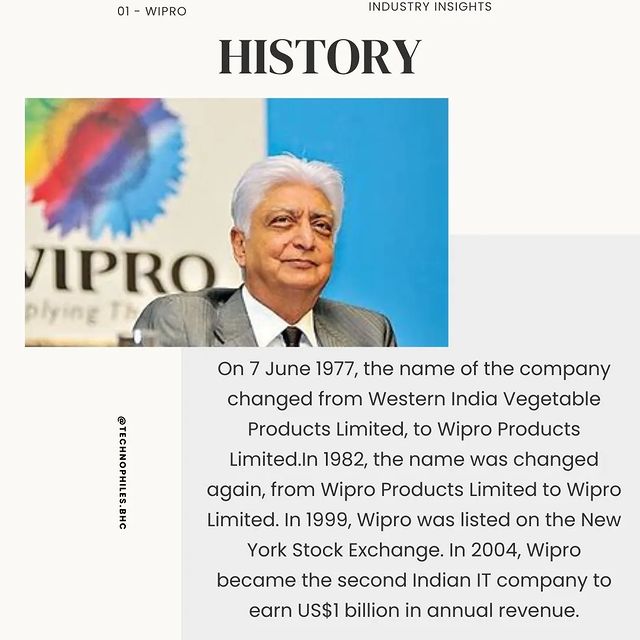 01 - WIPRO
INDUSTRY INSIGHTS
HISTORY
WIPRO
plying Th
On 7 June 1977, the name of the company
changed from Western India Vegetable
Products Limited, to Wipro Products
Limited.In 1982, the name was changed
again, from Wipro Products Limited to Wipro
Limited. In 1999, Wipro was listed on the New
York Stock Exchange. In 2004, Wipro
became the second Indian IT company to
earn US$1 billion in annual revenue.
@TECHNOPHILES.BHC